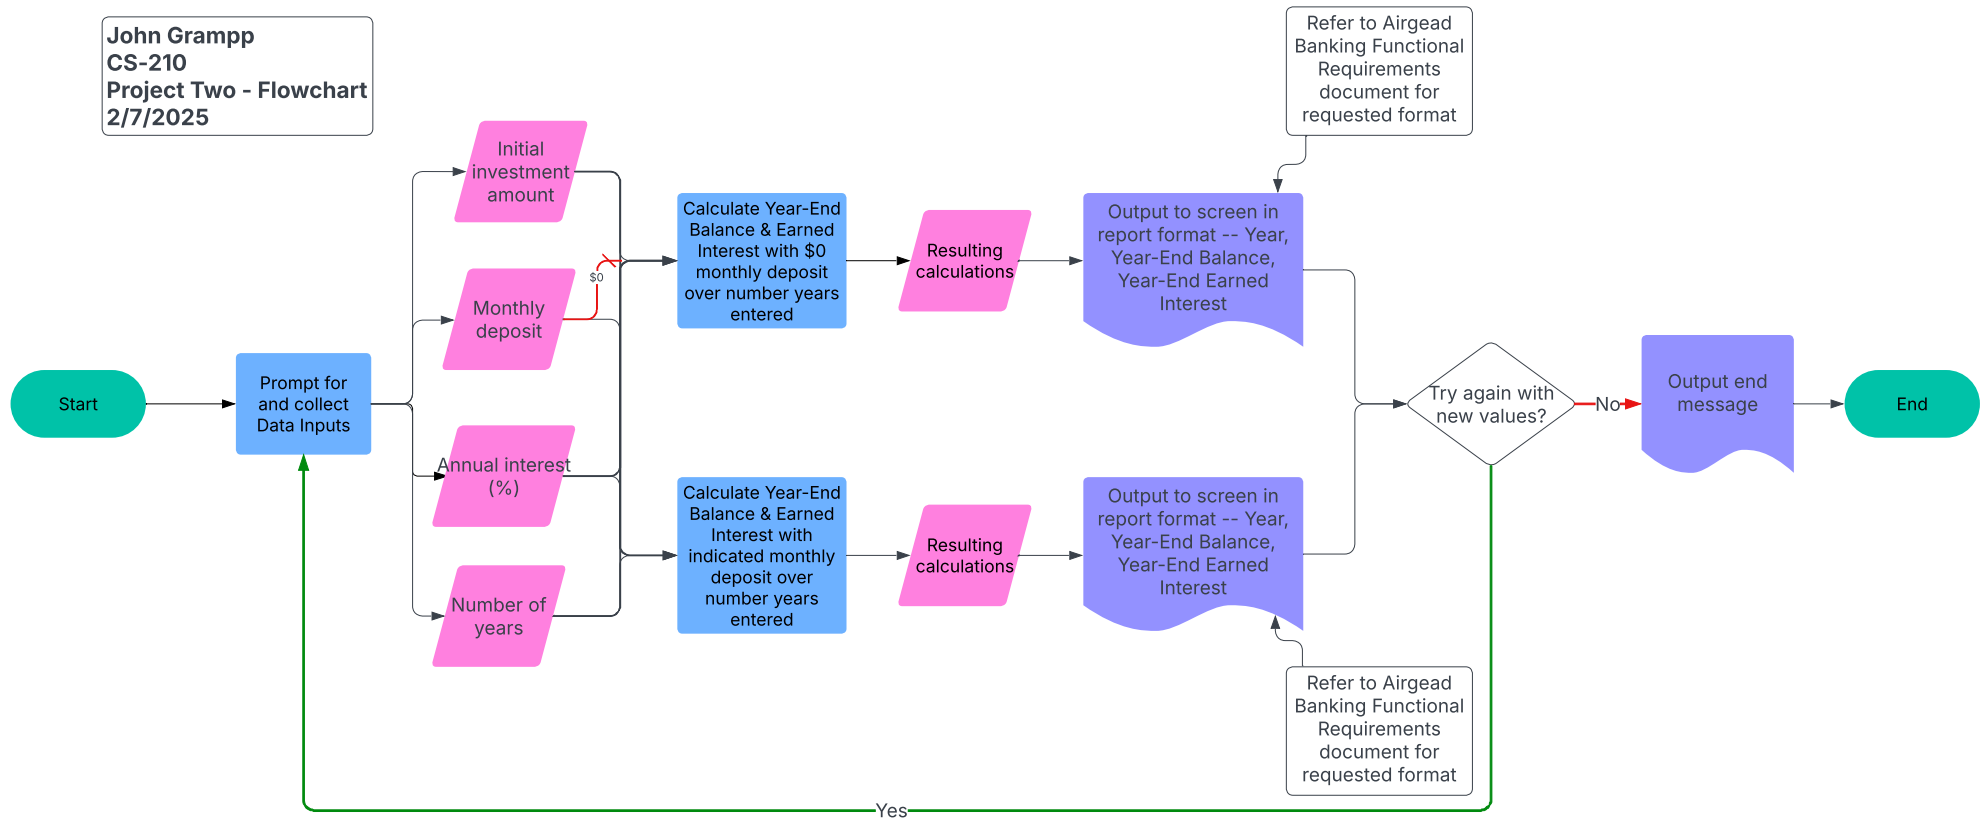 John Grampp
CS-210
Project Two - Flowchart
2/7/2025
Refer to Airgead
Banking Functional
Requirements
document for
requested format
Start
Prompt for
and collect
Data Inputs
Initial
investment
amount
Monthly
deposit
$0
Annual interest
(%)
Number of
years
Calculate Year-End
Balance & Earned
Interest with $0
monthly deposit
over number years
entered
Resulting
calculations
Output to screen in
report format -- Year,
Year-End Balance,
Year-End Earned
Interest
Calculate Year-End
Balance & Earned
Interest with
indicated monthly
deposit over
number years
entered
Resulting
calculations
Output to screen in
report format -- Year,
Year-End Balance,
Year-End Earned
Interest
Refer to Airgead
Banking Functional
Requirements
document for
requested format
Try again with
new values?
No
Output end
message
End
Yes